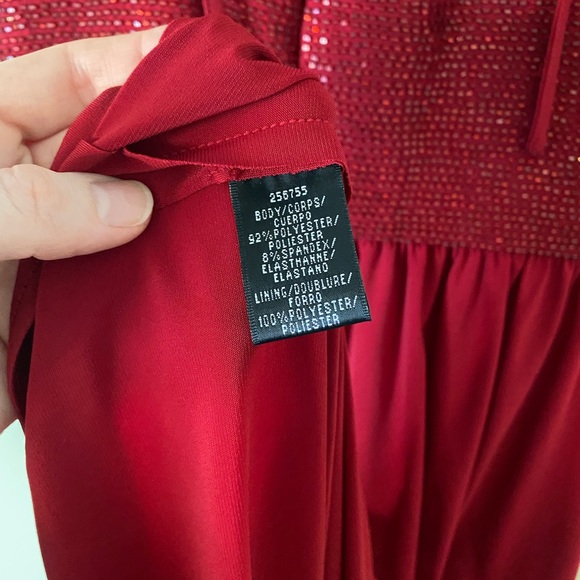 256755
BODY/CORPS/
CUERPO
92%POLYESTER/
POLIESTER
8%SPANDEX/
ELASTHANNE/
ELASTANO
LINING/DOUBLURE/
FORRO
100%POLYESTER/
POLIESTER